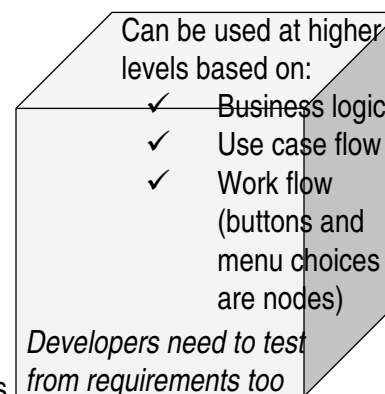 Can be used at higher
levels based on:
✓ Business logic
✓ Use case flow
✓ Work flow
(buttons and
menu choices
are nodes)
Developers need to test
from requirements too